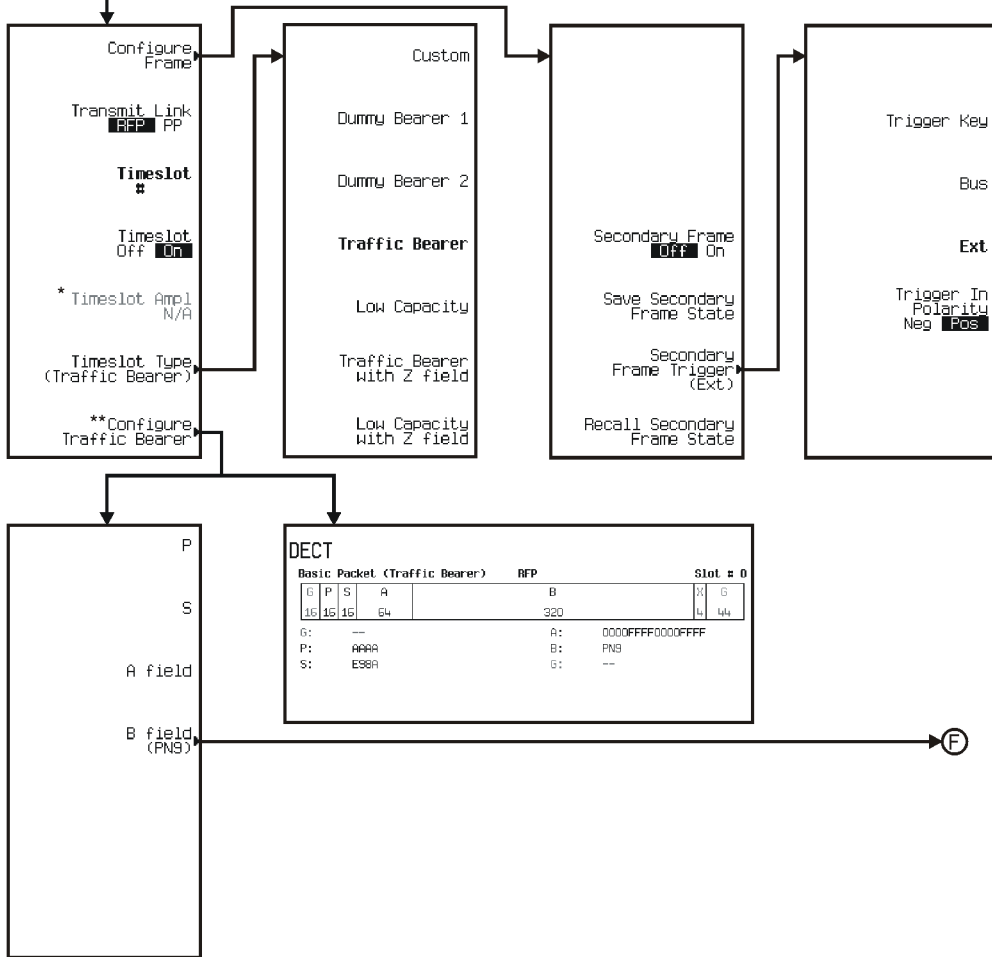 Configure
Frame
Transmit Link
RFP PP
Timeslot
#
Timeslot
Off On
* Timeslot Ampl
N/A
Timeslot Type
(Traffic Bearer)
**Configure
Traffic Bearer
Custom
Dummy Bearer 1
Dummy Bearer 2
Traffic Bearer
Low Capacity
Traffic Bearer
with Z field
Low Capacity
with Z field
Secondary Frame
Off On
Save Secondary
Frame State
Secondary
Frame Trigger
(Ext)
Recall Secondary
Frame State
Trigger Key
Bus
Ext
Trigger In
Polarity
Neg Pos
P
S
A field
B field
(PN9)
DECT
Basic Packet (Traffic Bearer) RFP Slot # 0
G P S A B X G
16 16 16 64 320 4 44
G: -- A: 0000FFFF0000FFFF
P: AAAA B: PN9
S: E98A G: --
F